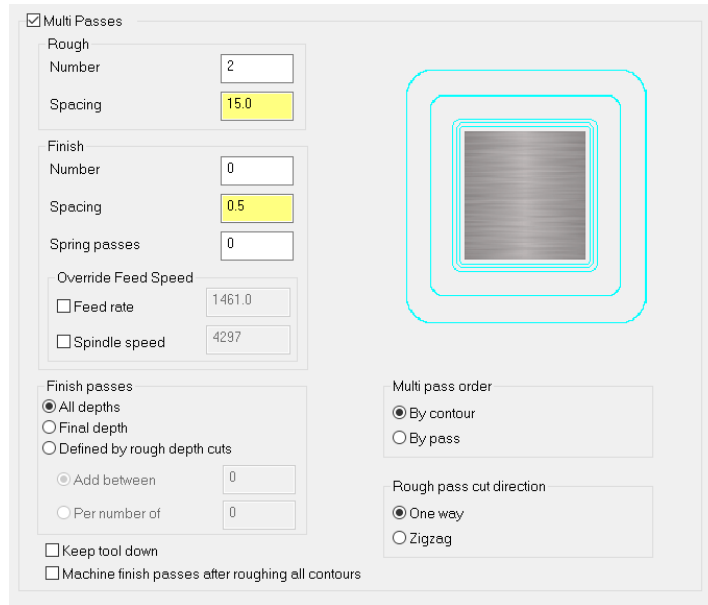 Multi Passes
Rough
Number 2
Spacing 15.0
Finish
Number 0
Spacing 0.5
Spring passes 0
Override Feed Speed
Feed rate 1461.0
Spindle speed 4297
Finish passes
All depths
Final depth
Defined by rough depth cuts
Add between 0
Per number of 0
Keep tool down
Machine finish passes after roughing all contours
Multi pass order
By contour
By pass
Rough pass cut direction
One way
Zigzag